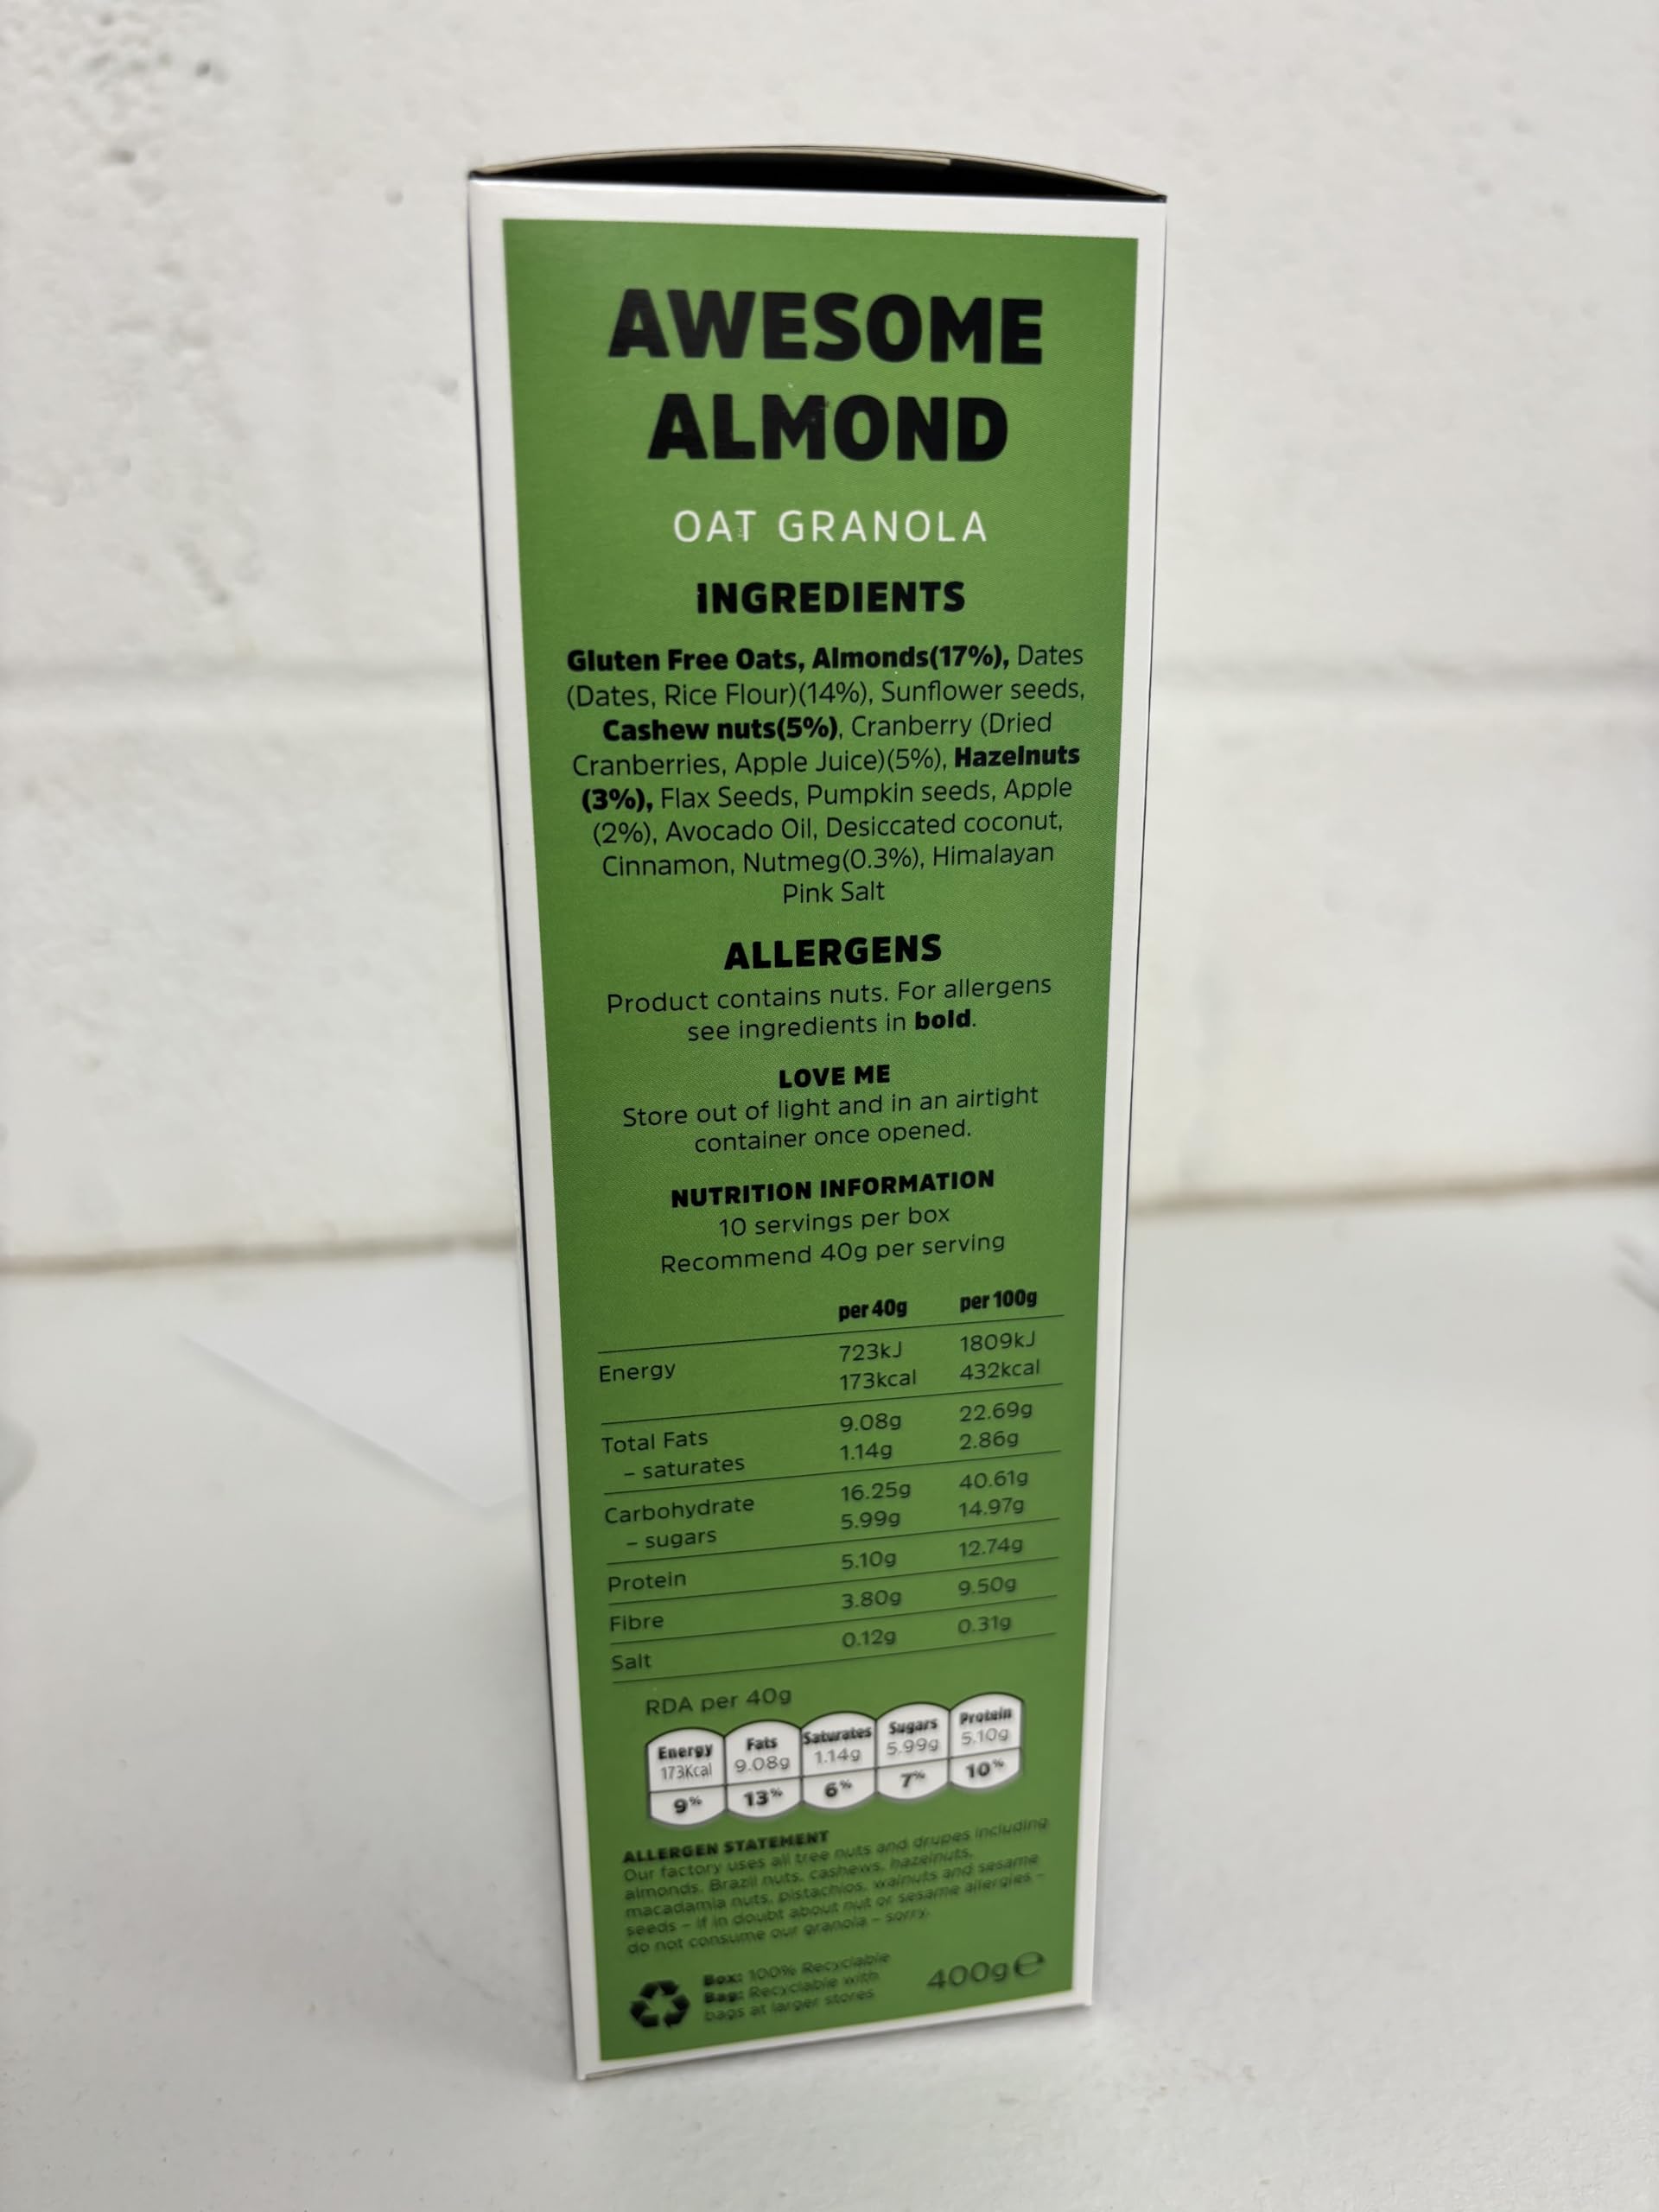 AWESOME
ALMOND
OAT GRANOLA
INGREDIENTS
Gluten Free Oats, Almonds(17%), Dates
(Dates, Rice Flour)(14%), Sunflower seeds,
Cashew nuts(5%), Cranberry (Dried
Cranberries, Apple Juice)(5%), Hazelnuts
(3%), Flax Seeds, Pumpkin seeds, Apple
(2%), Avocado Oil, Desiccated coconut,
Cinnamon, Nutmeg(0.3%), Himalayan
Pink Salt
ALLERGENS
Product contains nuts. For allergens
see ingredients in bold.
LOVE ME
Store out of light and in an airtight
container once opened.
NUTRITION INFORMATION
10 servings per box
Recommend 40g per serving
per 40g per 100g
Energy 723kJ 1809kJ
173kcal 432kcal
Total Fats 9.08g 22.69g
– saturates 1.14g 2.86g
Carbohydrate 16.25g 40.61g
– sugars 5.99g 14.97g
Protein 5.10g 12.74g
Fibre 3.80g 9.50g
Salt 0.12g 0.31g
RDA per 40g
Energy Fats Saturates Sugars Protein
173Kcal 9.08g 1.14g 5.99g 5.10g
9% 13% 6% 7% 10%
ALLERGEN STATEMENT
Our factory uses all tree nuts and drupes including
almonds, Brazil nuts, cashews, hazelnuts,
macadamia nuts, pistachios, walnuts and sesame
seeds – if in doubt about nut or sesame allergies –
do not consume our granola – sorry.
Box: 100% Recyclable
Bag: Recyclable with
bags at larger stores
400g℮